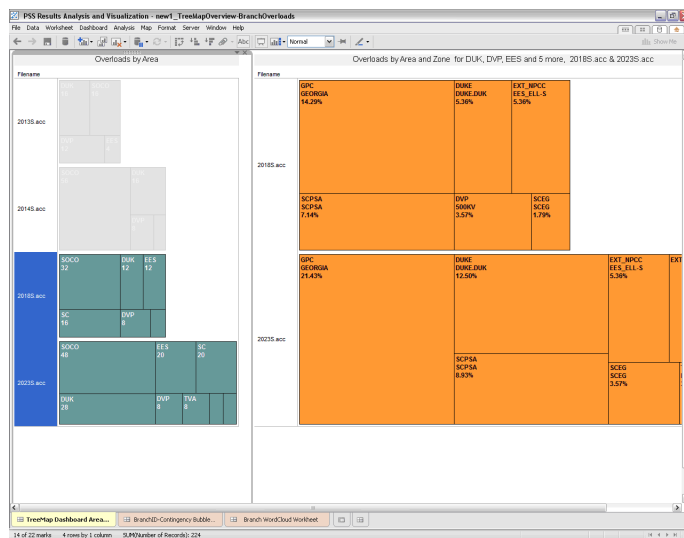 PSS Results Analysis and Visualization - new1_TreeMapOverview-BranchOverloads
File Data Worksheet Dashboard Analysis Map Format Server Window Help
Abc Normal Show Me
Overloads by Area
Filename
2013S.acc
2014S.acc
2018S.acc
SOCO
32
DUK
12
EES
12
SC
16
DVP
8
2023S.acc
SOCO
48
EES
20
SC
20
DUK
28
DVP
8
TVA
8
Overloads by Area and Zone for DUK, DVP, EES and 5 more, 2018S.acc & 2023S.acc
Filename
2018S.acc
GPC
GEORGIA
14.29%
DUKE
DUKE.DUK
5.36%
EXT_NPCC
EES_ELL-S
5.36%
SCPSA
SCPSA
7.14%
DVP
500KV
3.57%
SCEG
SCEG
1.79%
2023S.acc
GPC
GEORGIA
21.43%
DUKE
DUKE.DUK
12.50%
EXT_NPCC
EES_ELL-S
5.36%
EXT
SCPSA
SCPSA
8.93%
SCEG
SCEG
3.57%
TreeMap Dashboard Area...
BranchID-Contingency Bubble...
Branch WordCloud Workheet
14 of 22 marks 4 rows by 1 column SUM(Number of Records): 224